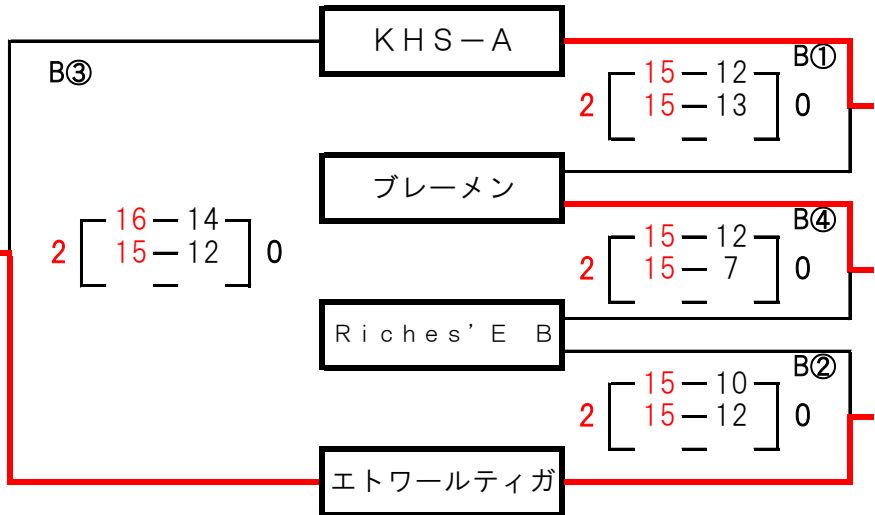 KHS-A
B③
B①
15 — 12
2 15 — 13 0
—
ブレーメン
B④
16 — 14
2 15 — 12 0
—
15 — 12
2 15 — 7 0
—
Riches'E B
B②
15 — 10
2 15 — 12 0
—
エトワールティガ